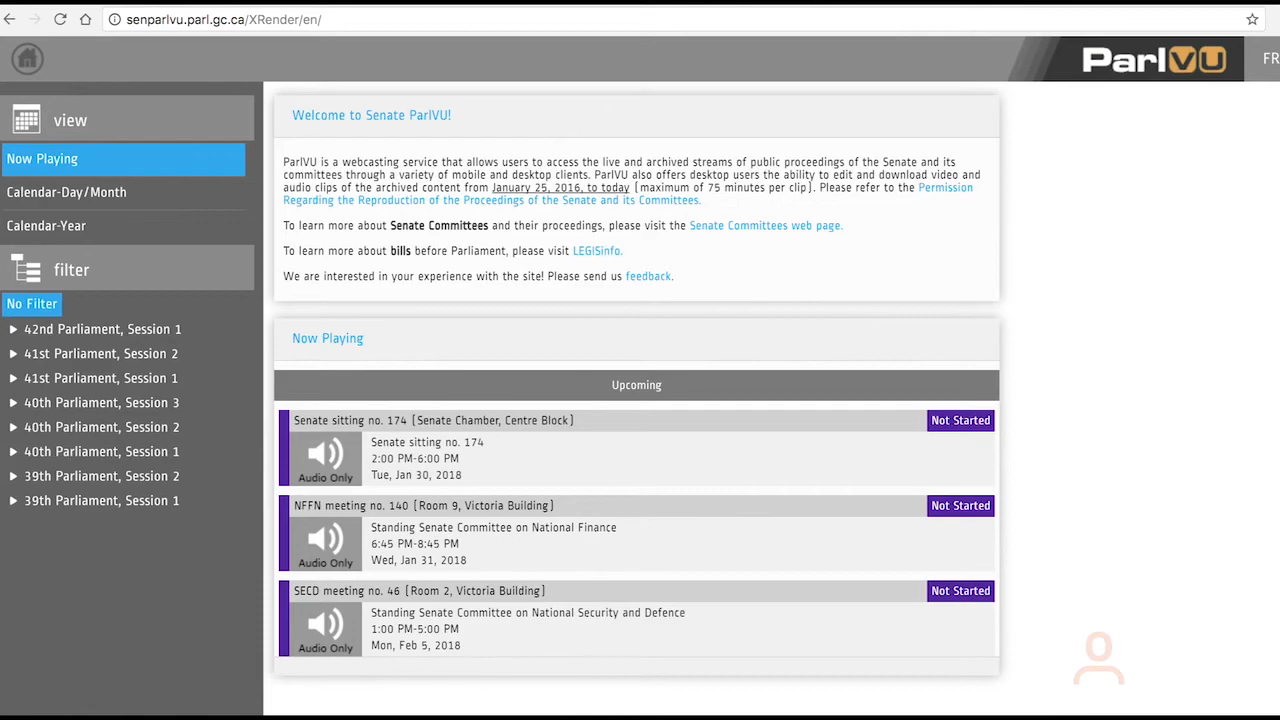 senparlvu.parl.gc.ca/XRender/en/
ParlVU
FR
view
Now Playing
Calendar-Day/Month
Calendar-Year
filter
No Filter
42nd Parliament, Session 1
41st Parliament, Session 2
41st Parliament, Session 1
40th Parliament, Session 3
40th Parliament, Session 2
40th Parliament, Session 1
39th Parliament, Session 2
39th Parliament, Session 1
Welcome to Senate ParlVU!
ParlVU is a webcasting service that allows users to access the live and archived streams of public proceedings of the Senate and its
committees through a variety of mobile and desktop clients. ParlVU also offers desktop users the ability to edit and download video and
audio clips of the archived content from January 25, 2016, to today (maximum of 75 minutes per clip). Please refer to the Permission
Regarding the Reproduction of the Proceedings of the Senate and its Committees.
To learn more about Senate Committees and their proceedings, please visit the Senate Committees web page.
To learn more about bills before Parliament, please visit LEGISinfo.
We are interested in your experience with the site! Please send us feedback.
Now Playing
Upcoming
Senate sitting no. 174 (Senate Chamber, Centre Block)
Not Started
Audio Only
Senate sitting no. 174
2:00 PM-6:00 PM
Tue, Jan 30, 2018
NFFN meeting no. 140 (Room 9, Victoria Building)
Not Started
Audio Only
Standing Senate Committee on National Finance
6:45 PM-8:45 PM
Wed, Jan 31, 2018
SECD meeting no. 46 (Room 2, Victoria Building)
Not Started
Audio Only
Standing Senate Committee on National Security and Defence
1:00 PM-5:00 PM
Mon, Feb 5, 2018